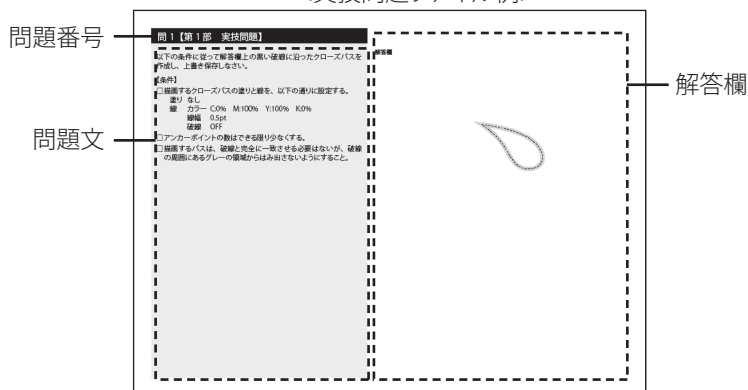 問題番号
問題文
解答欄
問 1【第 1 部　実技問題】
以下の条件に従って解答欄上の黒い破線に沿ったクローズパスを
作成し、上書き保存しなさい。
【条件】
□描画するクローズパスの塗りと線を、以下の通りに設定する。
塗り なし
線　カラー C:0% M:100% Y:100% K:0%
線幅　0.5pt
破線　OFF
□アンカーポイントの数はできる限り少なくする。
□描画するパスは、破線と完全に一致させる必要はないが、破線
の周囲にあるグレーの領域からはみ出さないようにすること。
解答欄